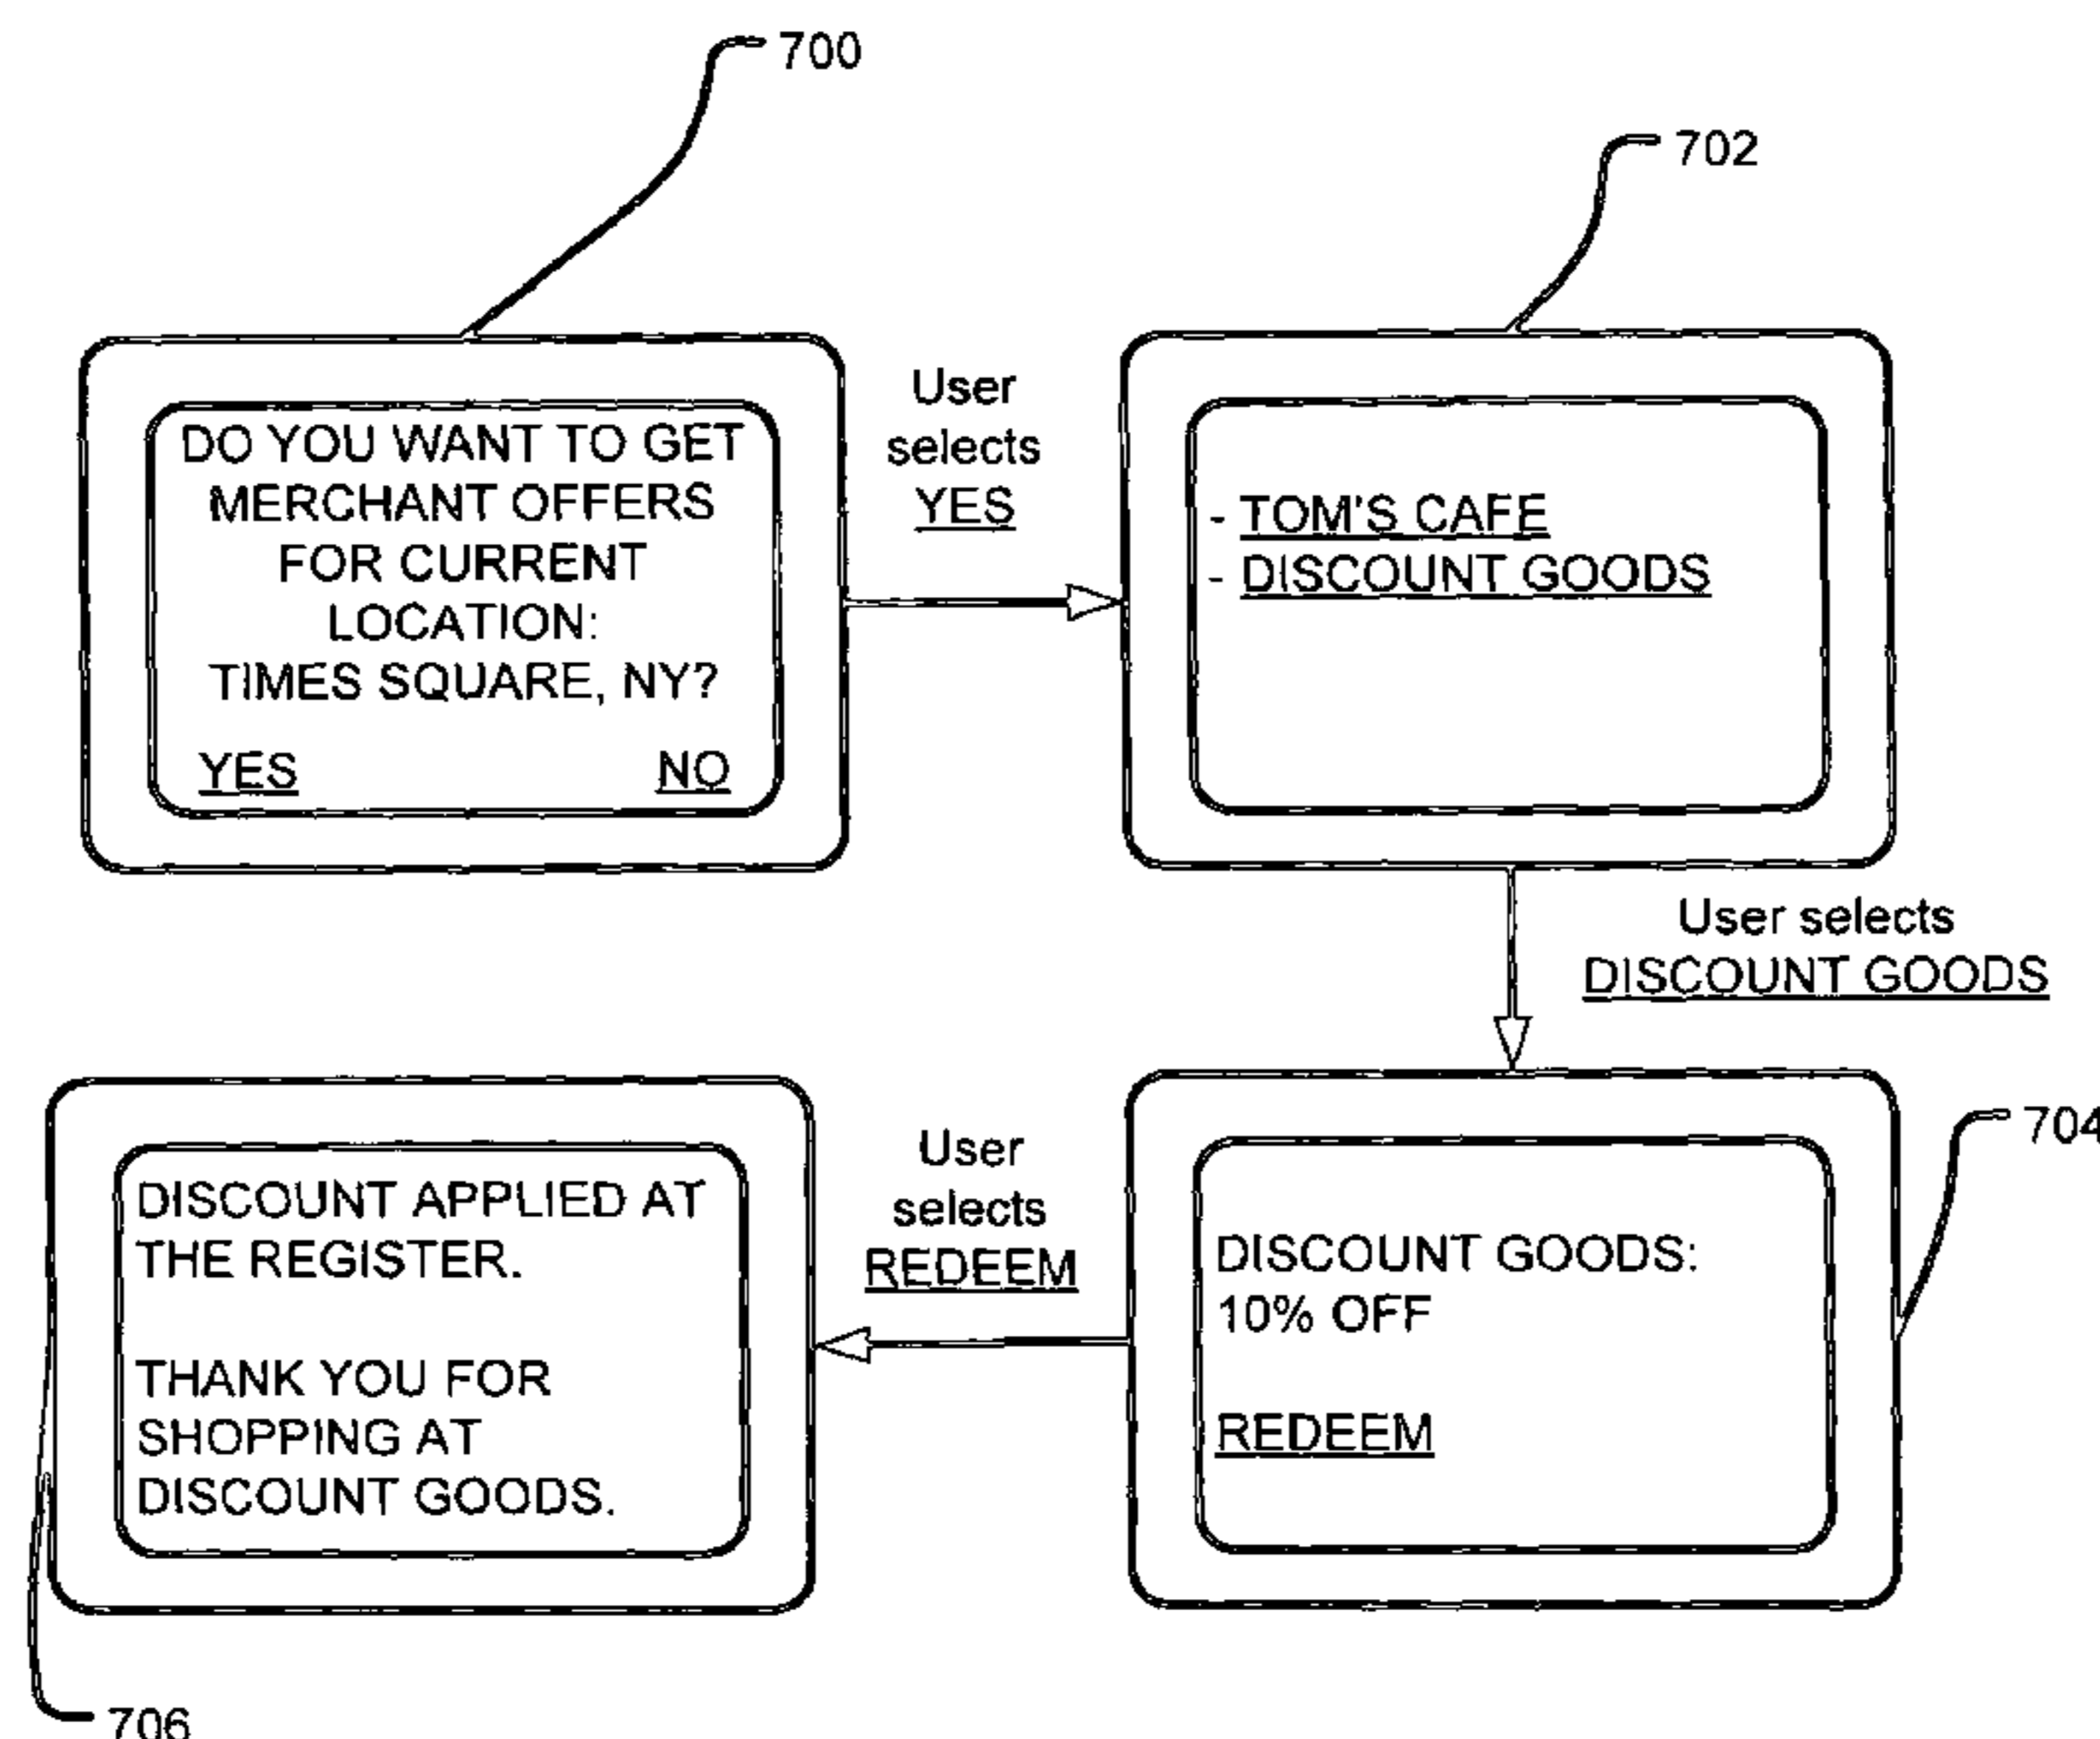 700
702
DO YOU WANT TO GET
MERCHANT OFFERS
FOR CURRENT
LOCATION:
TIMES SQUARE, NY?
YES NO
User
selects
YES
- TOM'S CAFE
- DISCOUNT GOODS
User selects
DISCOUNT GOODS
704
DISCOUNT GOODS:
10% OFF
REDEEM
User
selects
REDEEM
DISCOUNT APPLIED AT
THE REGISTER.
THANK YOU FOR
SHOPPING AT
DISCOUNT GOODS.
706